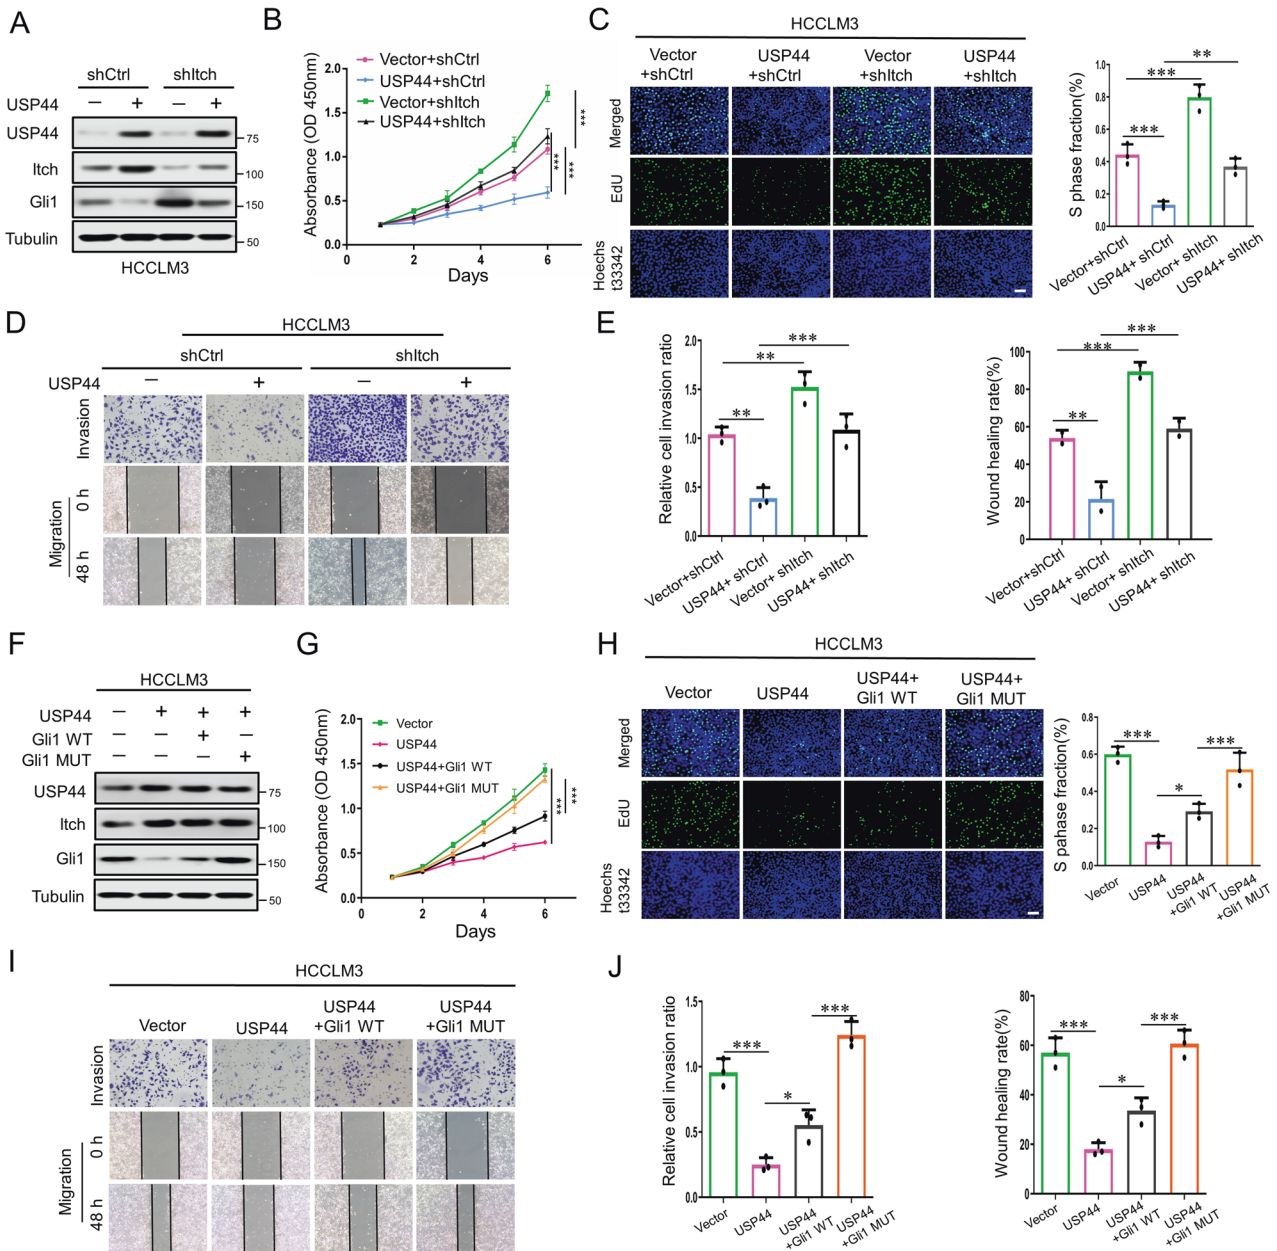 A
shCtrl shItch
USP44 — + — +
USP44
75
Itch
100
Gli1
150
Tubulin
50
HCCLM3
B
Absorbance (OD 450nm)
2.0
1.5
1.0
0.5
0.0
0 2 4 6
Days
Vector+shCtrl
USP44+shCtrl
Vector+shItch
USP44+shItch
***
***
***
C
HCCLM3
Vector +shCtrl
USP44 +shCtrl
Vector +shItch
USP44 +shItch
Merged
EdU
Hoechs t33342
S phase fraction(%)
1.0
0.8
0.6
0.4
0.2
0.0
**
***
***
Vector+shCtrl
USP44+ shCtrl
Vector+ shItch
USP44+ shItch
D
HCCLM3
shCtrl shItch
USP44 — + — +
Invasion
Migration
0 h
48 h
E
Relative cell invasion ratio
2.0
1.5
1.0
0.5
0.0
***
**
**
Vector+shCtrl
USP44+ shCtrl
Vector+ shItch
USP44+ shItch
Wound healing rate(%)
100
80
60
40
20
0
***
***
**
Vector+shCtrl
USP44+ shCtrl
Vector+ shItch
USP44+ shItch
F
HCCLM3
USP44 — + + +
Gli1 WT — — + —
Gli1 MUT — — — +
USP44
75
Itch
100
Gli1
150
Tubulin
50
G
Absorbance (OD 450nm)
2.0
1.5
1.0
0.5
0.0
0 2 4 6
Days
Vector
USP44
USP44+Gli1 WT
USP44+Gli1 MUT
***
***
H
HCCLM3
Vector
USP44
USP44+ Gli1 WT
USP44+ Gli1 MUT
Merged
EdU
Hoechs t33342
S pahase fraction(%)
0.8
0.6
0.4
0.2
0.0
***
*
***
Vector
USP44
USP44 +Gli1 WT
USP44 +Gli1 MUT
I
HCCLM3
Vector
USP44
USP44 +Gli1 WT
USP44 +Gli1 MUT
Invasion
Migration
0 h
48 h
J
Relative cell invasion ratio
1.5
1.0
0.5
0.0
***
*
***
Vector
USP44
USP44 +Gli1 WT
USP44 +Gli1 MUT
Wound healing rate(%)
80
60
40
20
0
***
*
***
Vector
USP44
USP44 +Gli1 WT
USP44 +Gli1 MUT